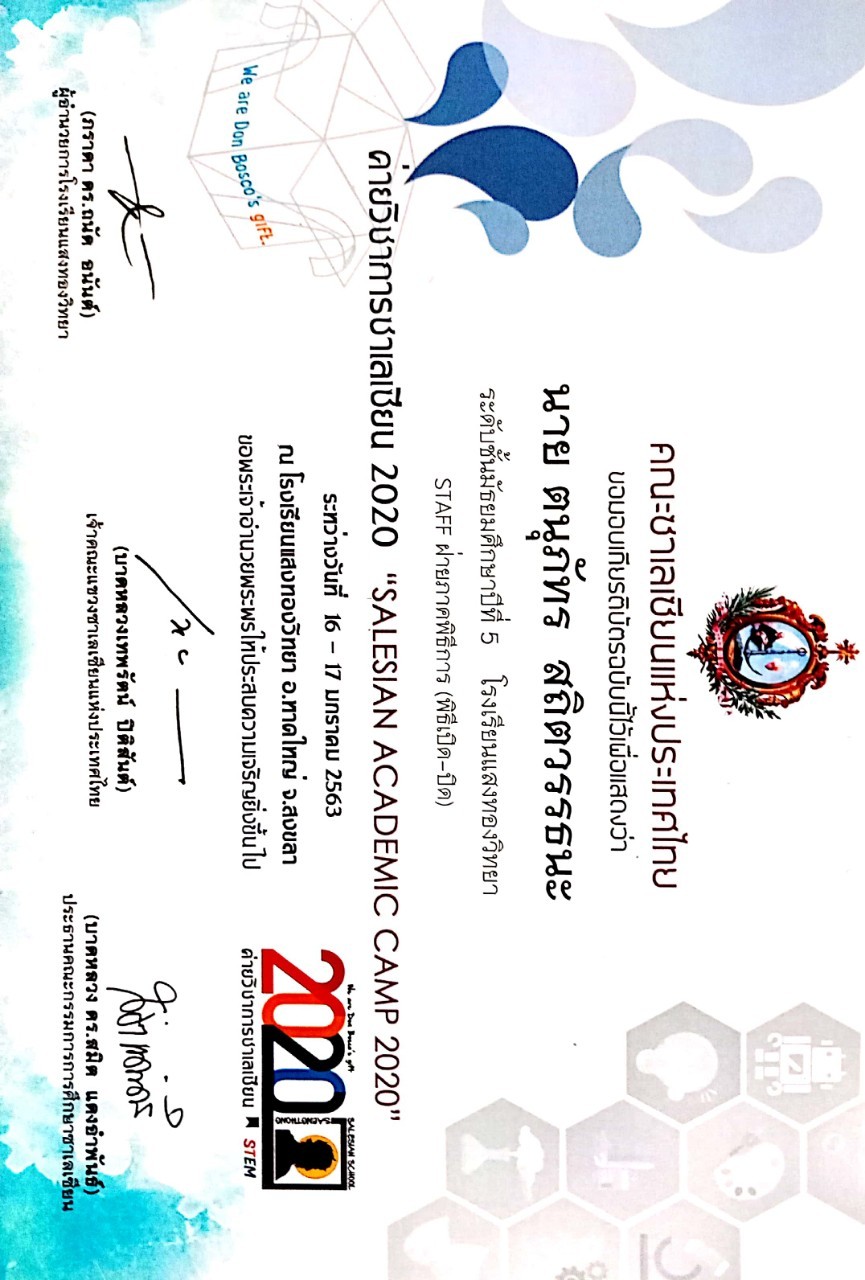 คณะซาเลเซียนแห่งประเทศไทย
ขอมอบเกียรติบัตรฉบับนี้ไว้เพื่อแสดงว่า
นาย ตนุภัทร สถิตวรรธนะ
ระดับชั้นมัธยมศึกษาปีที่ 5 โรงเรียนแสงทองวิทยา
STAFF ฝ่ายภาคพิธีการ (พิธีเปิด-ปิด)
We are Don Bosco's gift.
ค่ายวิชาการซาเลเซียน 2020 "SALESIAN ACADEMIC CAMP 2020"
ระหว่างวันที่ 16 - 17 มกราคม 2563
ณ โรงเรียนแสงทองวิทยา อ.หาดใหญ่ จ.สงขลา
ขอพระเจ้าอำนวยพระพรให้ประสบความเจริญยิ่งขึ้นไป
We are Don Bosco's gift
2020
SALESIAN SCHOOL
SAENGTHONG
ค่ายวิชาการซาเลเซียน STEM
(ภราดา ดร.ถนัด อนันต์)
ผู้อำนวยการโรงเรียนแสงทองวิทยา
(บาดหลวงเทพรัตน์ ปิติสันต์)
เจ้าคณะแขวงซาเลเซียนแห่งประเทศไทย
(บาดหลวง ดร.สมิต แดงอำพันธ์)
ประธานคณะกรรมการการศึกษาซาเลเซียน